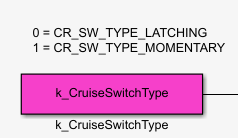 0 = CR_SW_TYPE_LATCHING
1 = CR_SW_TYPE_MOMENTARY
k_CruiseSwitchType
k_CruiseSwitchType